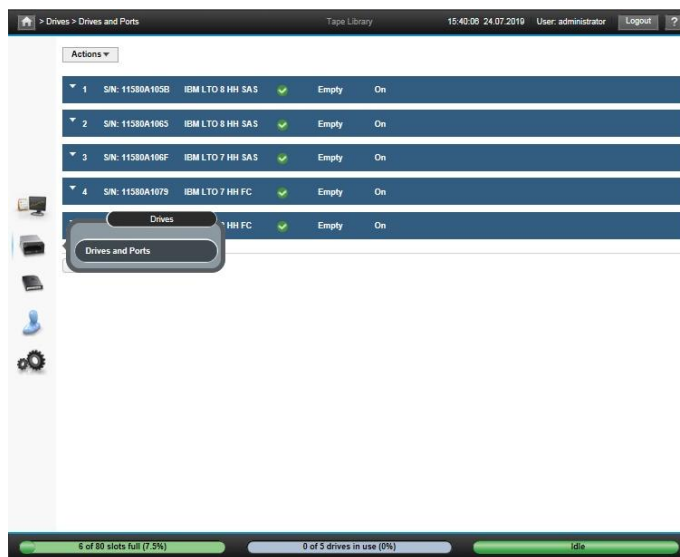 > Drives > Drives and Ports Tape Library 15:40:06 24.07.2019 User: administrator Logout ?
Actions
1 S/N: 11580A105B IBM LTO 8 HH SAS Empty On
2 S/N: 11580A1065 IBM LTO 8 HH SAS Empty On
3 S/N: 11580A106F IBM LTO 7 HH SAS Empty On
4 S/N: 11580A1079 IBM LTO 7 HH FC Empty On
HH FC Empty On
Drives
Drives and Ports
6 of 80 slots full (7.5%) 0 of 5 drives in use (0%) Idle